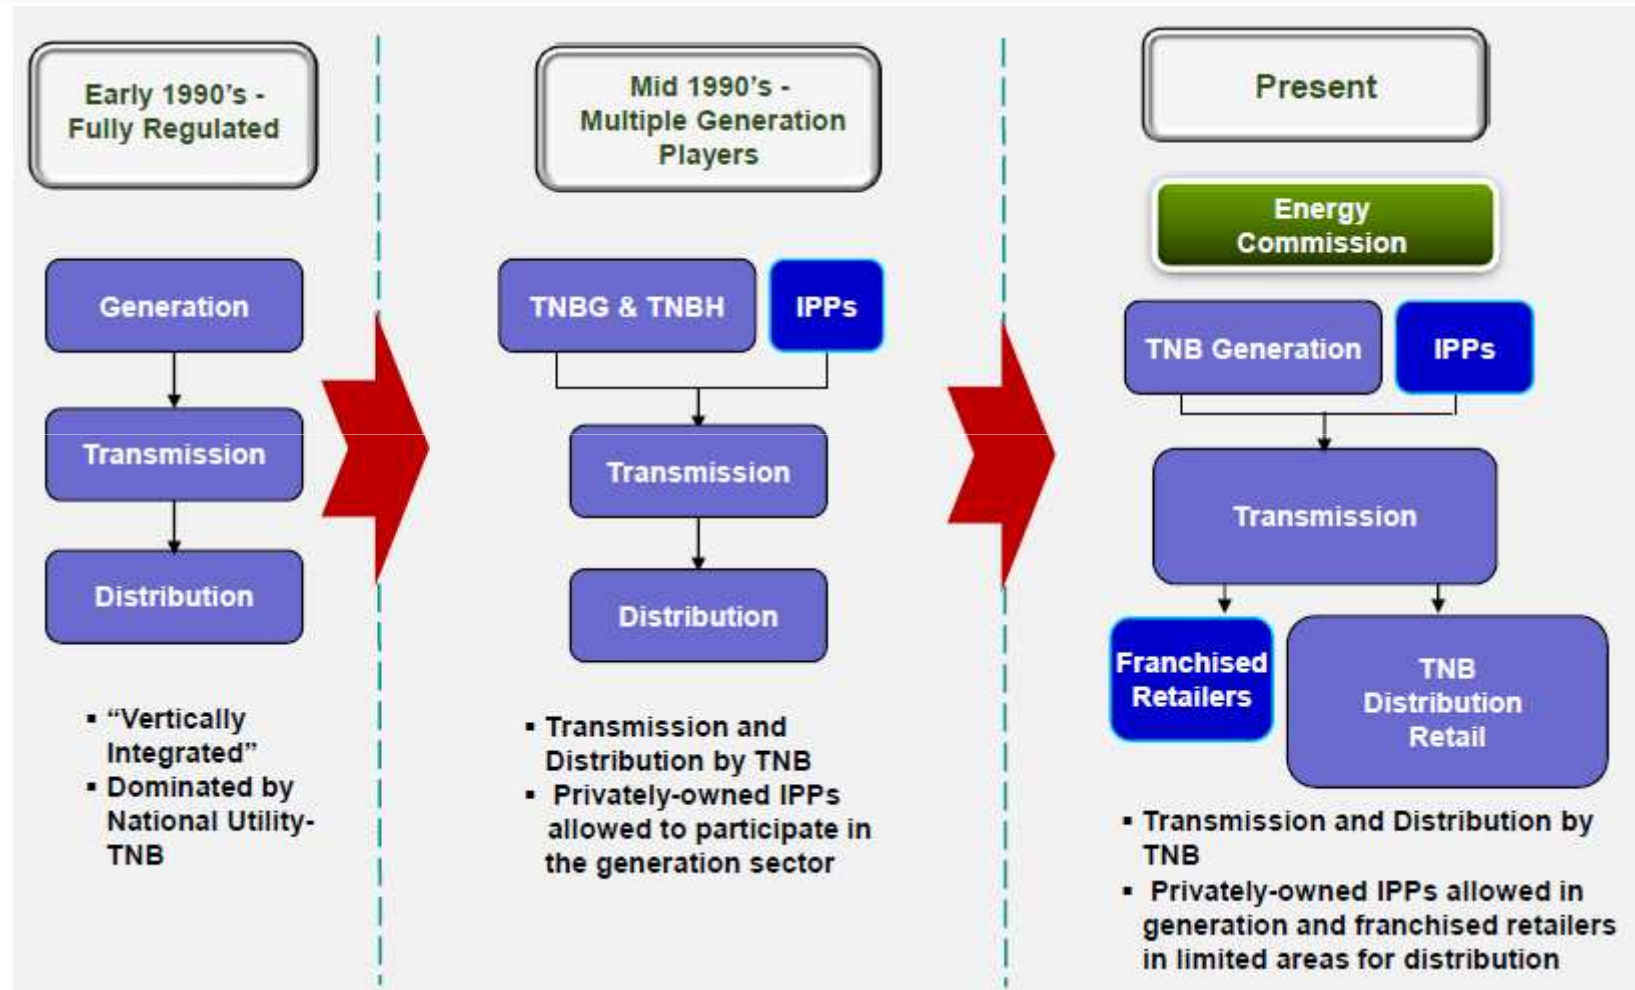 Early 1990's -
Fully Regulated
Generation
Transmission
Distribution
▪ “Vertically
Integrated”
▪ Dominated by
National Utility-
TNB
Mid 1990's -
Multiple Generation
Players
TNBG & TNBH
IPPs
Transmission
Distribution
▪ Transmission and
Distribution by TNB
▪ Privately-owned IPPs
allowed to participate in
the generation sector
Present
Energy
Commission
TNB Generation
IPPs
Transmission
Franchised
Retailers
TNB
Distribution
Retail
▪ Transmission and Distribution by
TNB
▪ Privately-owned IPPs allowed in
generation and franchised retailers
in limited areas for distribution